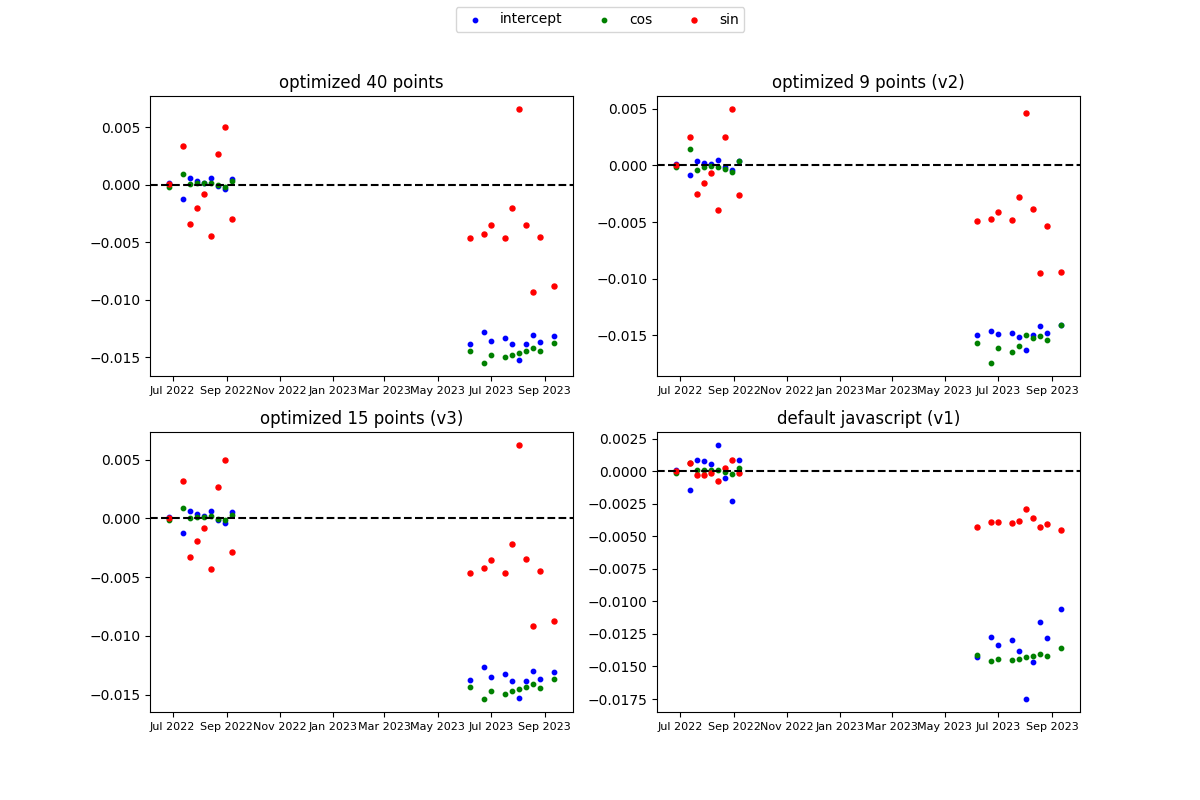 intercept cos sin
optimized 40 points
0.005
0.000
−0.005
−0.010
−0.015
Jul 2022 Sep 2022 Nov 2022 Jan 2023 Mar 2023 May 2023 Jul 2023 Sep 2023
optimized 9 points (v2)
0.005
0.000
−0.005
−0.010
−0.015
Jul 2022 Sep 2022 Nov 2022 Jan 2023 Mar 2023 May 2023 Jul 2023 Sep 2023
optimized 15 points (v3)
0.005
0.000
−0.005
−0.010
−0.015
Jul 2022 Sep 2022 Nov 2022 Jan 2023 Mar 2023 May 2023 Jul 2023 Sep 2023
default javascript (v1)
0.0025
0.0000
−0.0025
−0.0050
−0.0075
−0.0100
−0.0125
−0.0150
−0.0175
Jul 2022 Sep 2022 Nov 2022 Jan 2023 Mar 2023 May 2023 Jul 2023 Sep 2023